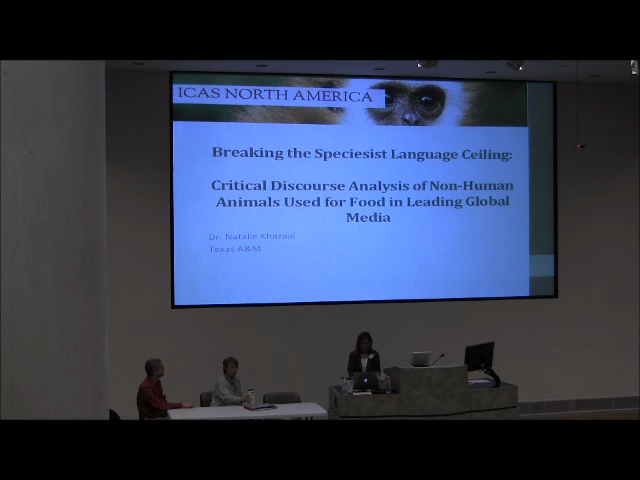 ICAS NORTH AMERICA
Breaking the Speciesist Language Ceiling:
Critical Discourse Analysis of Non-Human
Animals Used for Food in Leading Global
Media
Dr. Natalie Khazaal
Texas A&M